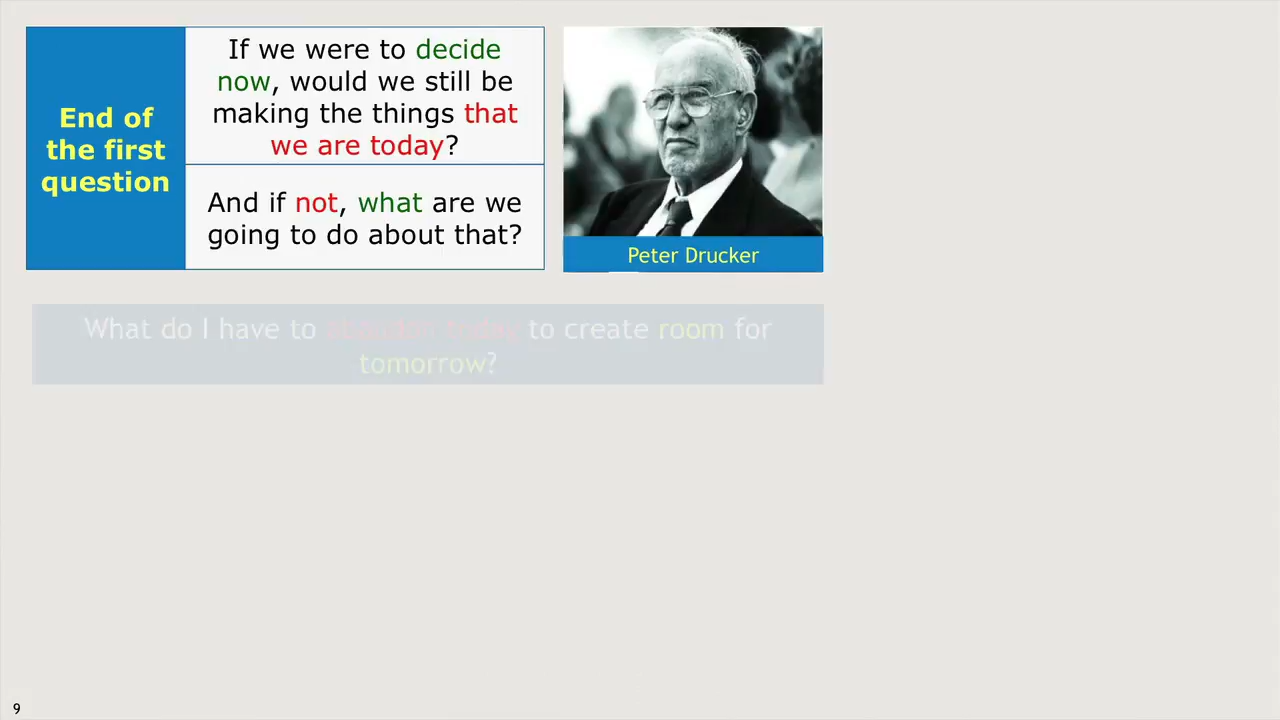 End of
the first
question
If we were to decide
now, would we still be
making the things that
we are today?
And if not, what are we
going to do about that?
Peter Drucker
What do I have to abandon today to create room for
tomorrow?
9